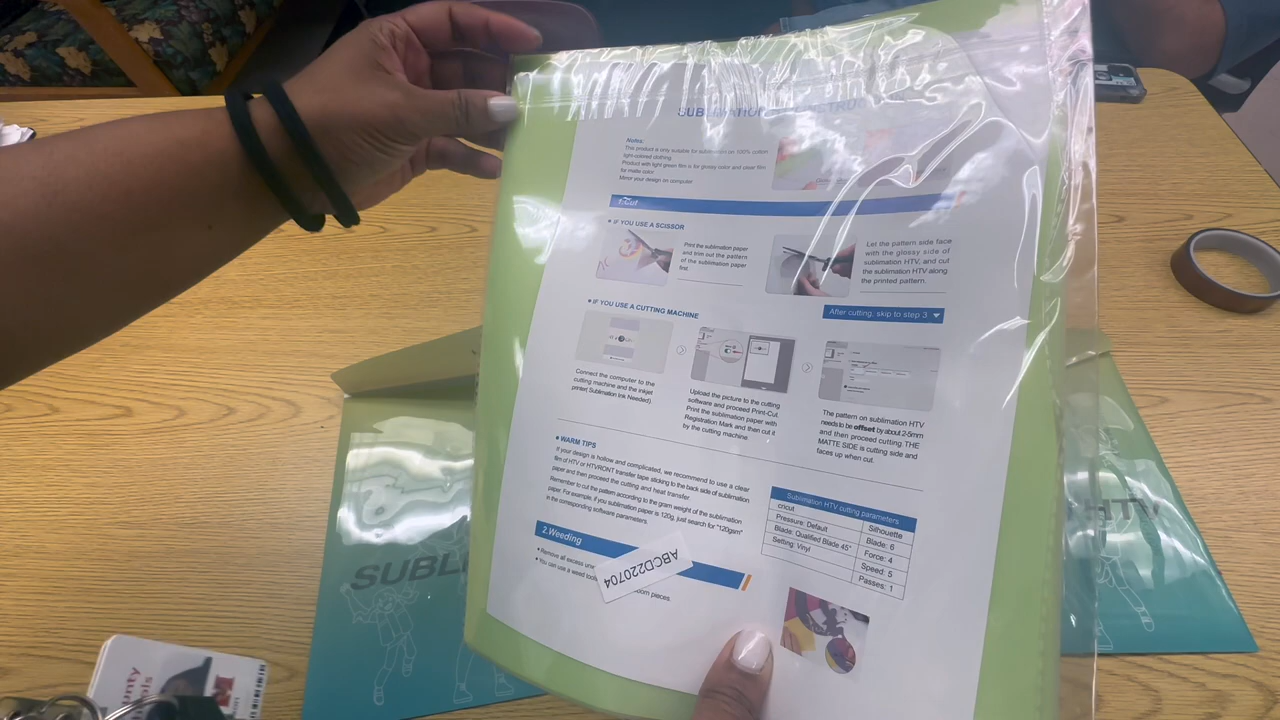 SUBLIMATION
Notes:
This product is only suitable for sublimation on 100% cotton
light-colored clothing.
Product with light green film is for glossy color and clear film
for matte color.
Mirror your design on computer
1.Cut
• IF YOU USE A SCISSOR
Print the sublimation paper
and trim out the pattern
of the sublimation paper
first.
Let the pattern side face
with the glossy side of
sublimation HTV, and cut
the sublimation HTV along
the printed pattern.
• IF YOU USE A CUTTING MACHINE
After cutting, skip to step 3
Connect the computer to the
cutting machine and the inkjet
printer( Sublimation Ink Needed).
Upload the picture to the cutting
software and proceed Print-Cut.
Print the sublimation paper with
Registration Mark and then cut it
by the cutting machine.
The pattern on sublimation HTV
needs to be offset by about 2-5mm
and then proceed cutting. THE
MATTE SIDE is cutting side and
faces up when cut.
• WARM TIPS
If your design is hollow and complicated, we recommend to use a clear
film of HTV or HTVRONT transfer tape sticking to the back side of sublimation
paper and then proceed the cutting and heat transfer.
Remember to cut the pattern according to the gram weight of the sublimation
paper. For example, if you sublimation paper is 120g, just search for "120gsm"
in the corresponding software parameters.
Sublimation HTV cutting parameters
cricut
Silhouette
Pressure: Default
Blade: 6
Blade: Qualified Blade 45°
Force: 4
Setting: Vinyl
Speed: 5
Passes: 1
2.Weeding
• Remove all excess
• You can use a weed
pieces.
ABCD220704
SUBL
HTV